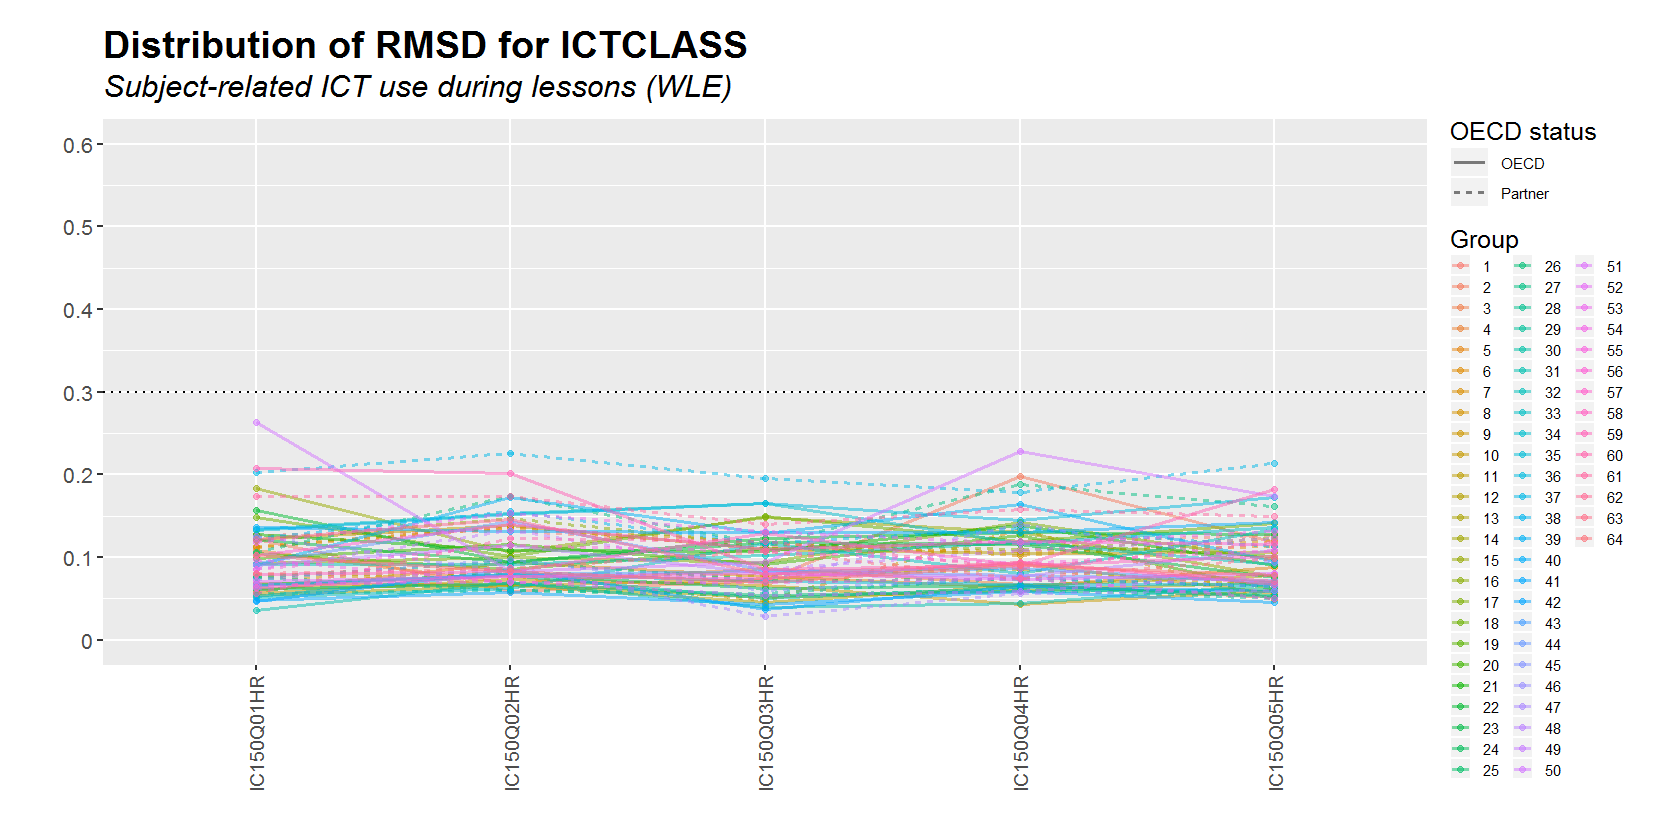 Distribution of RMSD for ICTCLASS
Subject-related ICT use during lessons (WLE)
0.6
0.5
0.4
0.3
0.2
0.1
0
IC150Q01HR
IC150Q02HR
IC150Q03HR
IC150Q04HR
IC150Q05HR
OECD status
OECD
Partner
Group
1 26 51
2 27 52
3 28 53
4 29 54
5 30 55
6 31 56
7 32 57
8 33 58
9 34 59
10 35 60
11 36 61
12 37 62
13 38 63
14 39 64
15 40
16 41
17 42
18 43
19 44
20 45
21 46
22 47
23 48
24 49
25 50